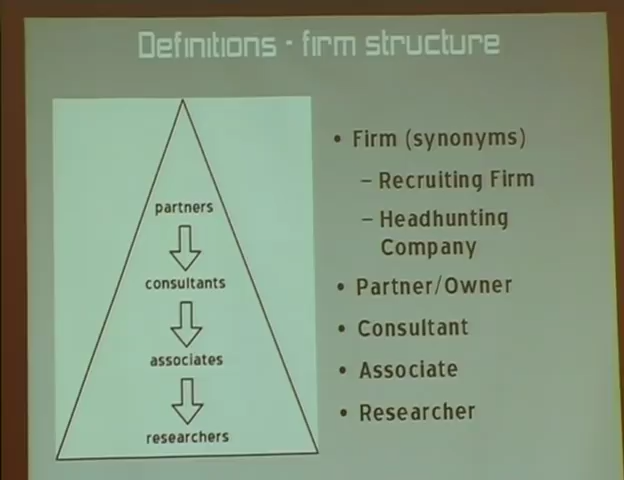 Definitions - firm structure
partners
consultants
associates
researchers
• Firm (synonyms)
– Recruiting Firm
– Headhunting
Company
• Partner/Owner
• Consultant
• Associate
• Researcher